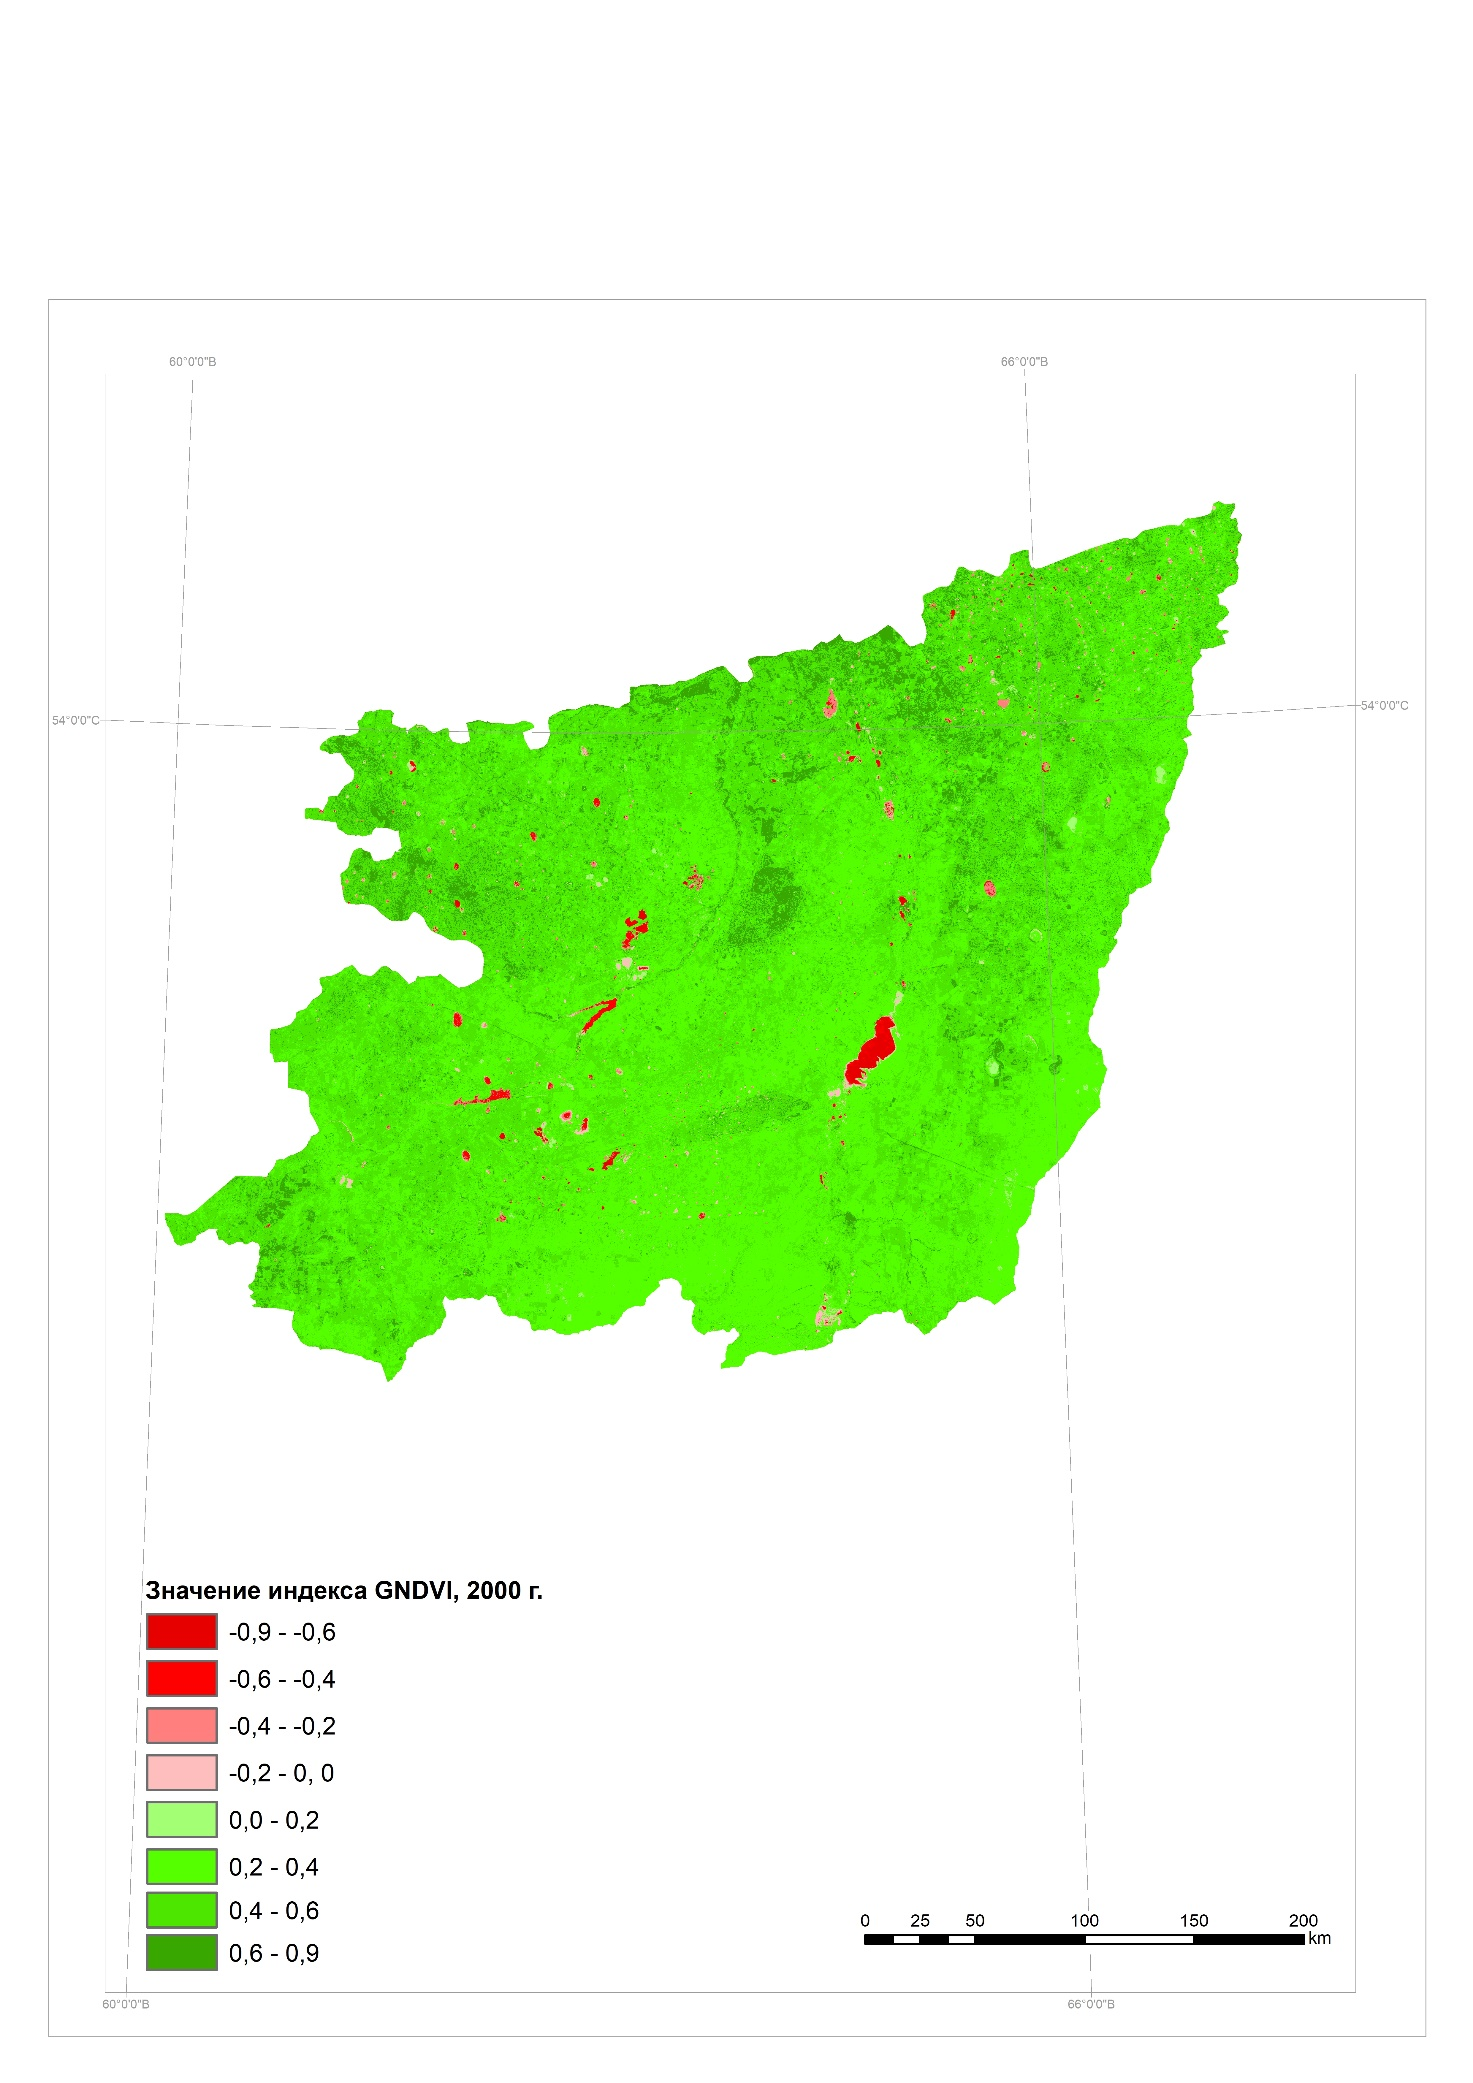 60°0'0"В 66°0'0"В
54°0'0"С 54°0'0"С
Значение индекса GNDVI, 2000 г.
-0,9 - -0,6
-0,6 - -0,4
-0,4 - -0,2
-0,2 - 0, 0
0,0 - 0,2
0,2 - 0,4
0,4 - 0,6
0,6 - 0,9
0 25 50 100 150 200
km
60°0'0"В 66°0'0"В